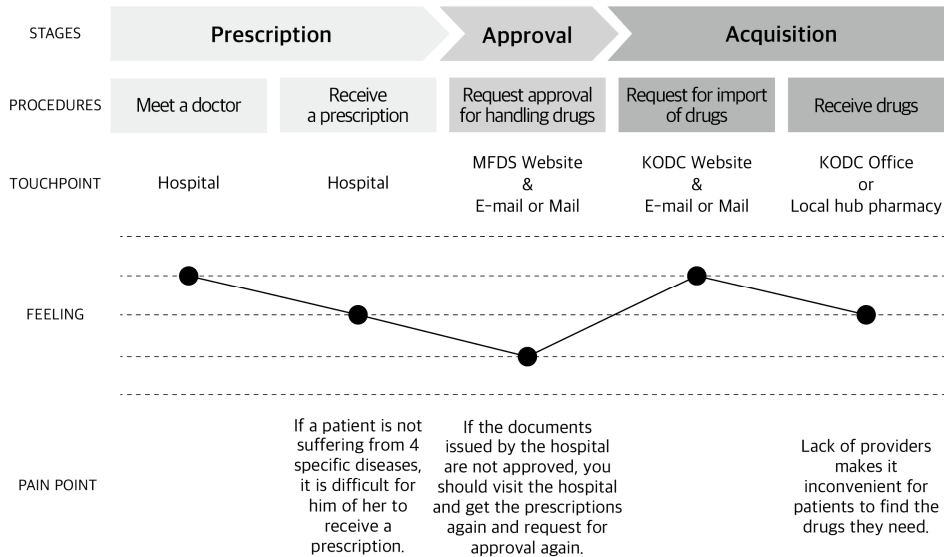 STAGES
Prescription
Approval
Acquisition
PROCEDURES
Meet a doctor
Receive
a prescription
Request approval
for handling drugs
Request for import
of drugs
Receive drugs
TOUCHPOINT
Hospital
Hospital
MFDS Website
&
E-mail or Mail
KODC Website
&
E-mail or Mail
KODC Office
or
Local hub pharmacy
FEELING
PAIN POINT
If a patient is not
suffering from 4
specific diseases,
it is difficult for
him of her to
receive a
prescription.
If the documents
issued by the hospital
are not approved, you
should visit the hospital
and get the prescriptions
again and request for
approval again.
Lack of providers
makes it
inconvenient for
patients to find the
drugs they need.